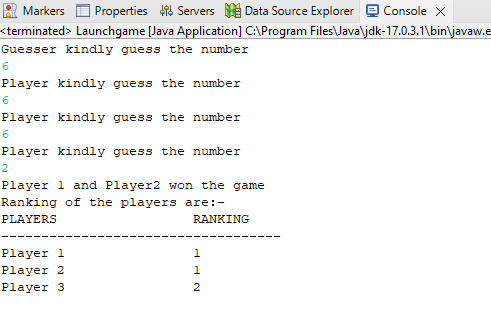 Markers Properties Servers Data Source Explorer Console
<terminated> Launchgame [Java Application] C:\Program Files\Java\jdk-17.0.3.1\bin\javaw.e
Guesser kindly guess the number
6
Player kindly guess the number
6
Player kindly guess the number
6
Player kindly guess the number
2
Player 1 and Player2 won the game
Ranking of the players are:-
PLAYERS RANKING
-----------------------------------
Player 1 1
Player 2 1
Player 3 2